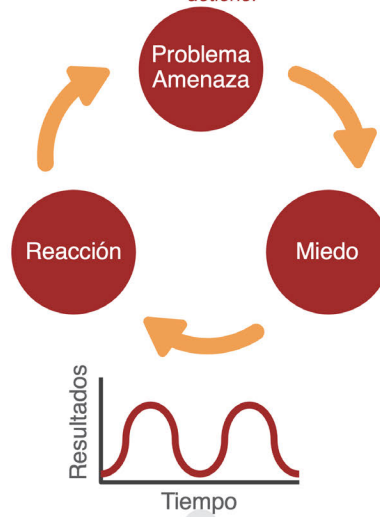 Problema
Amenaza
Reacción
Miedo
Resultados
Tiempo